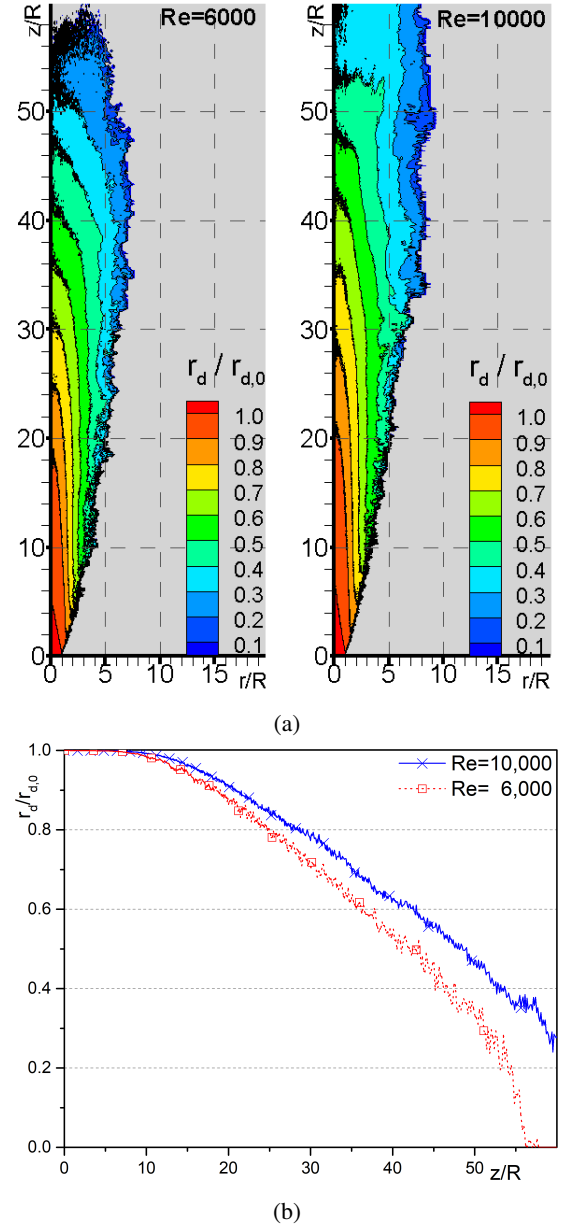 z/R Re=6000 z/R Re=10000
50 50
40 40
30 30
r_d / r_{d,0} r_d / r_{d,0}
20 1.0 20 1.0
0.9 0.9
0.8 0.8
0.7 0.7
0.6 0.6
10 0.5 10 0.5
0.4 0.4
0.3 0.3
0.2 0.2
0 0.1 0 0.1
0 5 10 15 r/R 0 5 10 15 r/R
(a)
1.0
r_d/r_{d,0}
Re=10,000
Re= 6,000
0.8
0.6
0.4
0.2
0.0
0 10 20 30 40 50 z/R
(b)